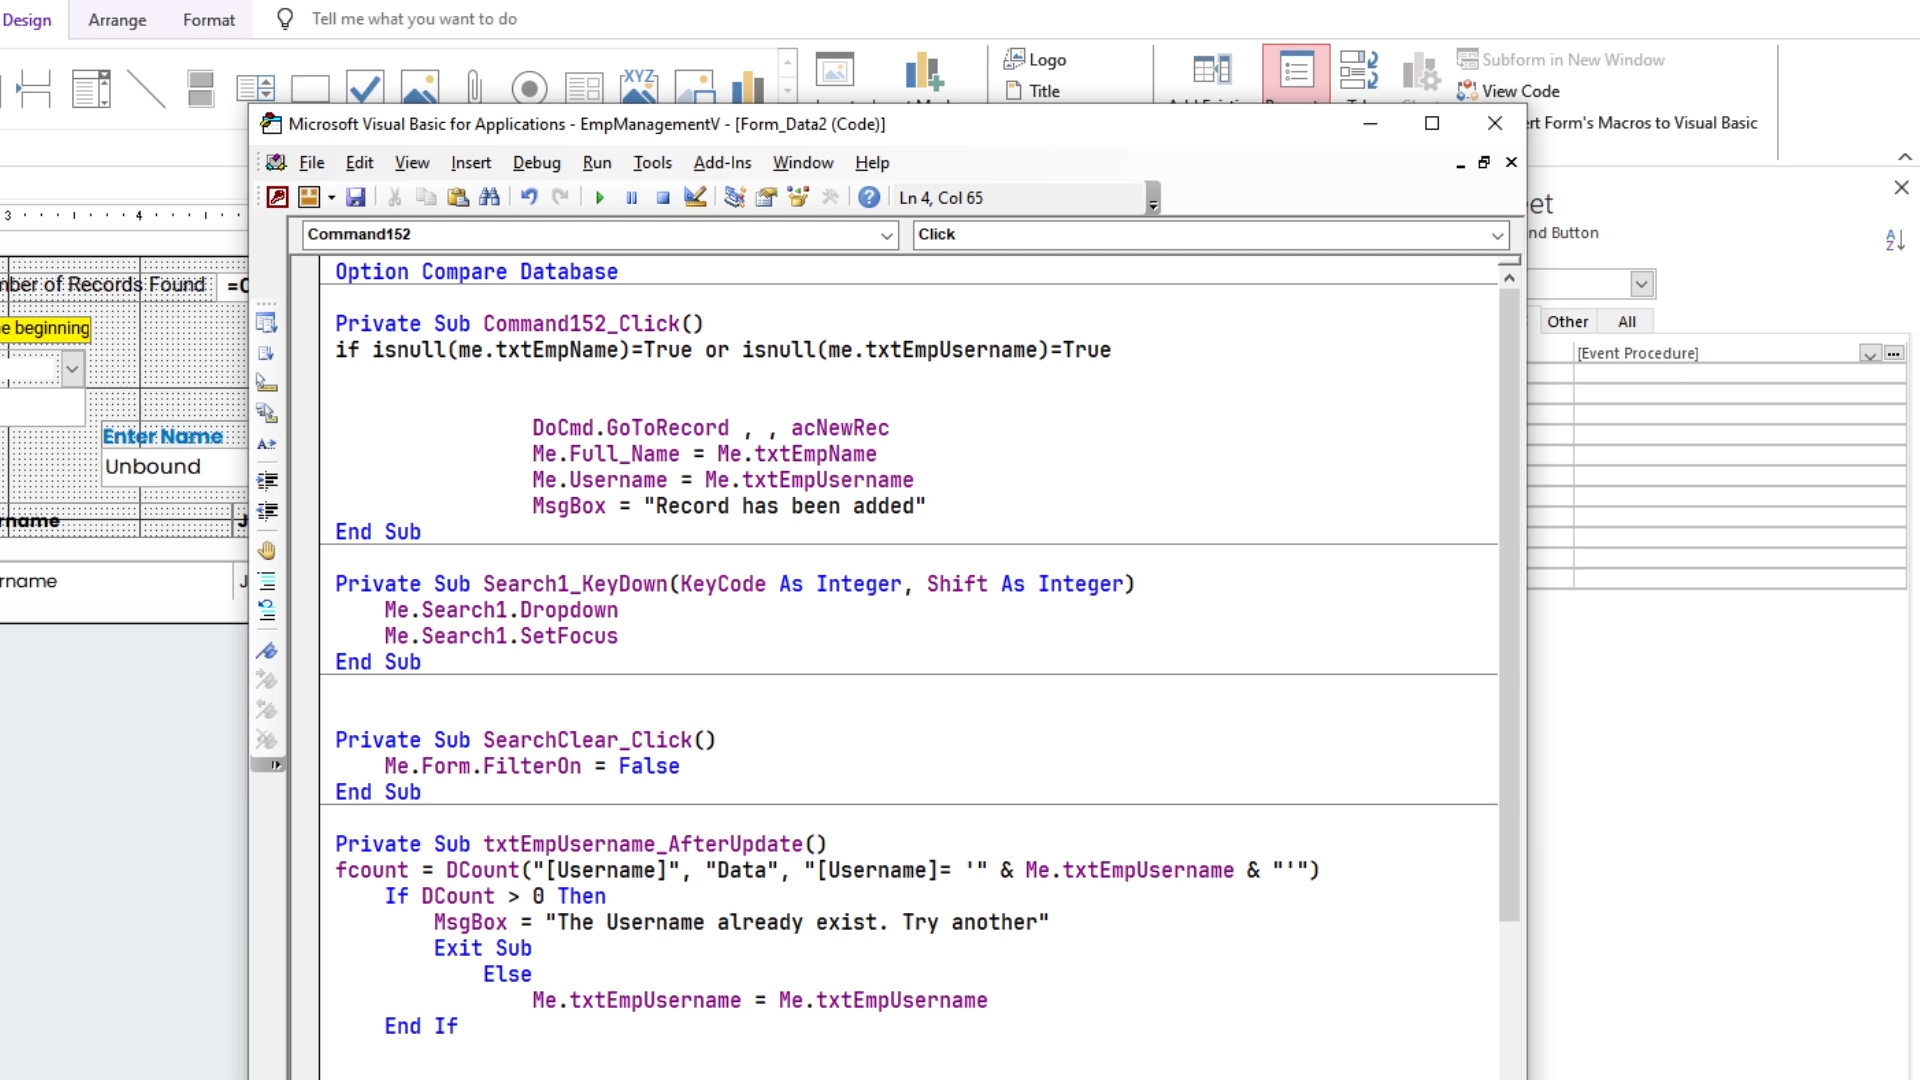 Design Arrange Format Tell me what you want to do
Logo
Title
XYZ
Subform in New Window
View Code
rt Form's Macros to Visual Basic
Microsoft Visual Basic for Applications - EmpManagementV - [Form_Data2 (Code)]
File Edit View Insert Debug Run Tools Add-Ins Window Help
Ln 4, Col 65
Command152 Click
Option Compare Database
Private Sub Command152_Click()
if isnull(me.txtEmpName)=True or isnull(me.txtEmpUsername)=True
DoCmd.GoToRecord , , acNewRec
Me.Full_Name = Me.txtEmpName
Me.Username = Me.txtEmpUsername
MsgBox = "Record has been added"
End Sub
Private Sub Search1_KeyDown(KeyCode As Integer, Shift As Integer)
Me.Search1.Dropdown
Me.Search1.SetFocus
End Sub
Private Sub SearchClear_Click()
Me.Form.FilterOn = False
End Sub
Private Sub txtEmpUsername_AfterUpdate()
fcount = DCount("[Username]", "Data", "[Username]= '" & Me.txtEmpUsername & "'")
If DCount > 0 Then
MsgBox = "The Username already exist. Try another"
Exit Sub
Else
Me.txtEmpUsername = Me.txtEmpUsername
End If
3 4
mber of Records Found =C
e beginning
Enter Name
Unbound
rname J
rname J
et
nd Button
Other All
[Event Procedure]